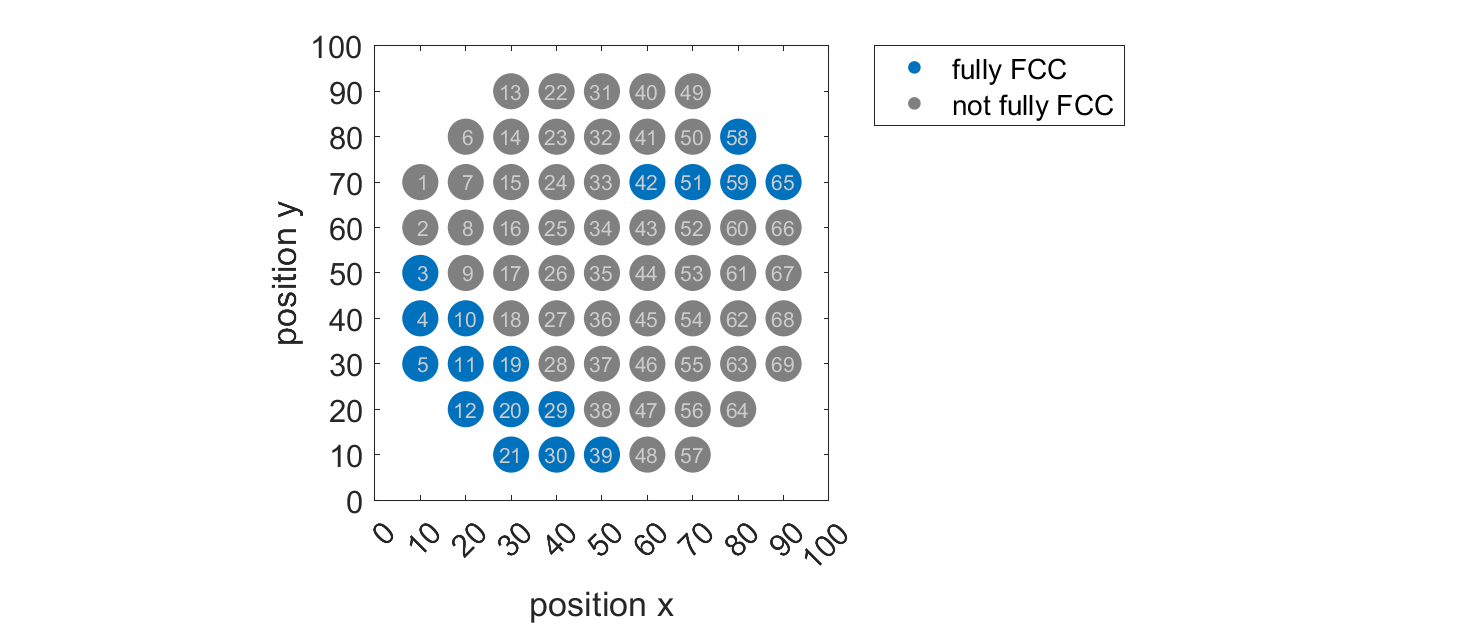 100
90
80
70
60
50
40
30
20
10
0
position y
13 22 31 40 49
6 14 23 32 41 50 58
1 7 15 24 33 42 51 59 65
2 8 16 25 34 43 52 60 66
3 9 17 26 35 44 53 61 67
4 10 18 27 36 45 54 62 68
5 11 19 28 37 46 55 63 69
12 20 29 38 47 56 64
21 30 39 48 57
0 10 20 30 40 50 60 70 80 90 100
position x
fully FCC
not fully FCC